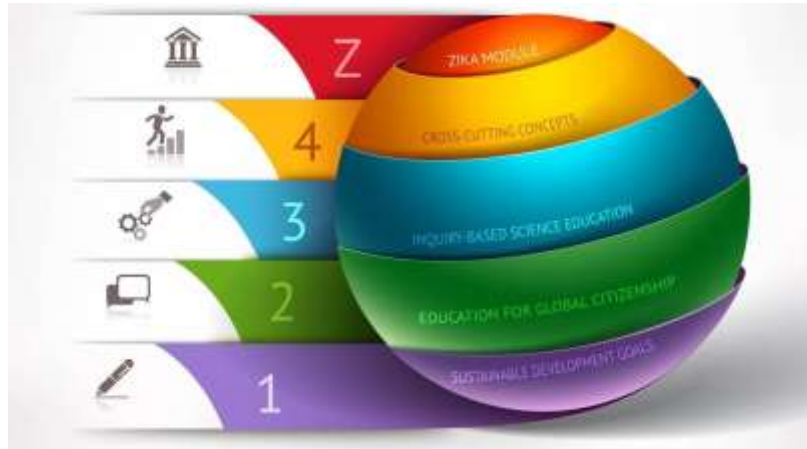 Z
ZIKA MODULE
4
CROSS-CUTTING CONCEPTS
3
INQUIRY-BASED SCIENCE EDUCATION
2
EDUCATION FOR GLOBAL CITIZENSHIP
1
SUSTAINABLE DEVELOPMENT GOALS